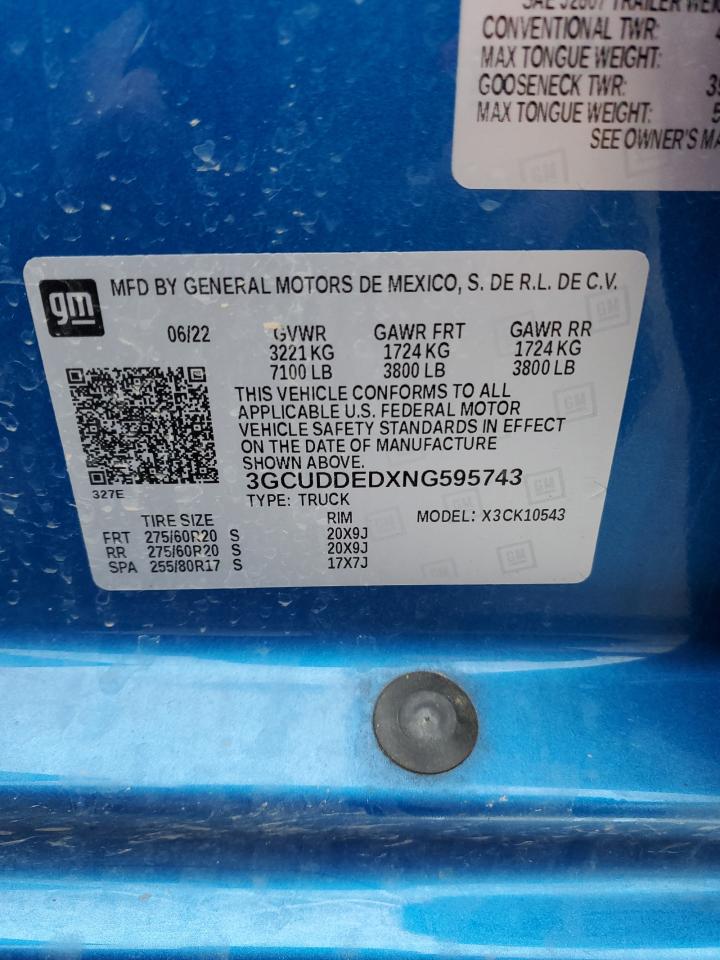 SAE J2807 TRAILER
CONVENTIONAL TWR:
MAX TONGUE WEIGHT:
GOOSENECK TWR:
MAX TONGUE WEIGHT:
SEE OWNER'S
gm
MFD BY GENERAL MOTORS DE MEXICO, S. DE R.L. DE C.V.
06/22 GVWR GAWR FRT GAWR RR
3221 KG 1724 KG 1724 KG
7100 LB 3800 LB 3800 LB
THIS VEHICLE CONFORMS TO ALL
APPLICABLE U.S. FEDERAL MOTOR
VEHICLE SAFETY STANDARDS IN EFFECT
ON THE DATE OF MANUFACTURE
SHOWN ABOVE.
3GCUDDEDXNG595743
327E
TYPE: TRUCK
TIRE SIZE RIM MODEL: X3CK10543
FRT 275/60R20 S 20X9J
RR 275/60R20 S 20X9J
SPA 255/80R17 S 17X7J